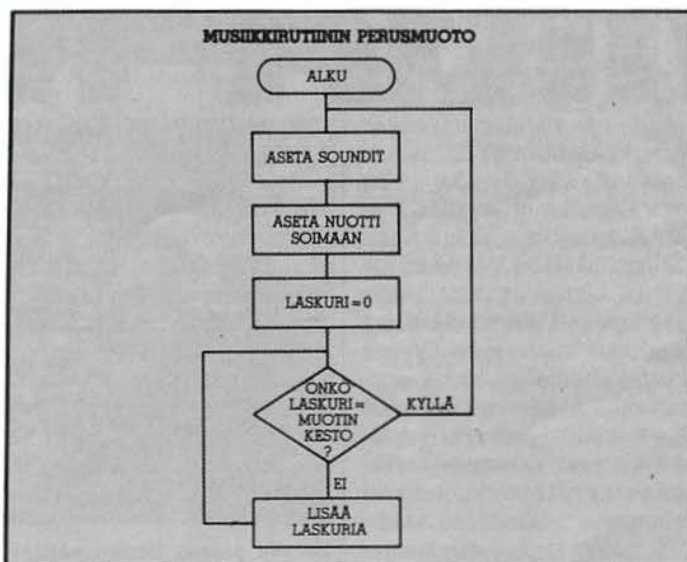 MUSIIKKIRUTIININ PERUSMUOTO
ALKU
ASETA SOUNDIT
ASETA NUOTTI
SOIMAAN
LASKURI=0
ONKO
LASKURI=
MUOTIN
KESTO
?
KYLLÄ
EI
LISÄÄ
LASKURIA